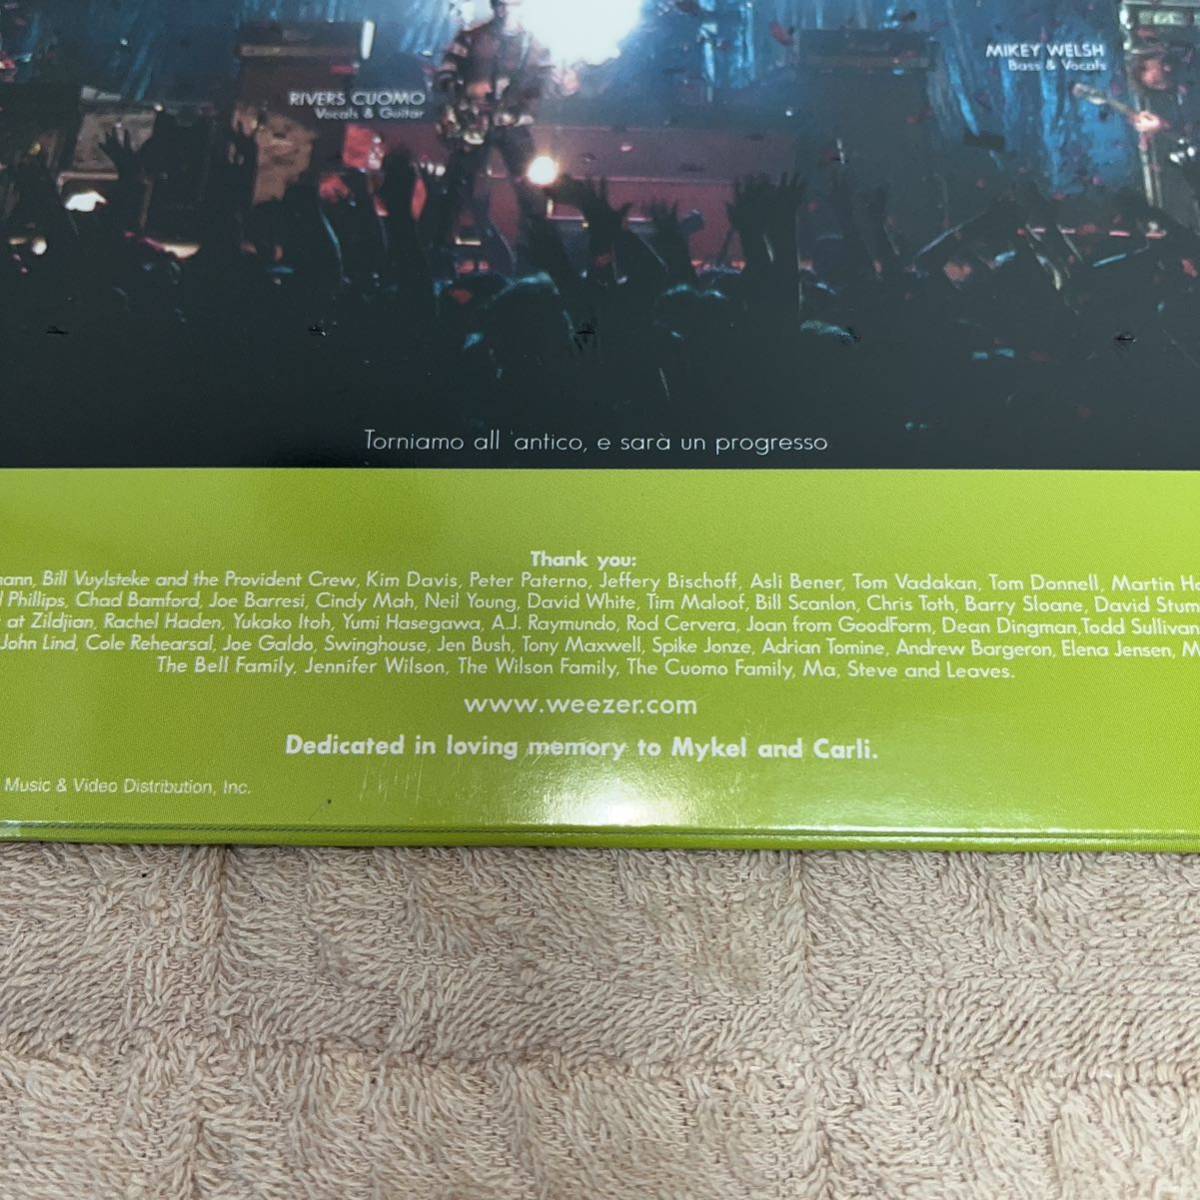 MIKEY WELSH
Bass & Vocals
RIVERS CUOMO
Vocals & Guitar
Torniamo all 'antico, e sarà un progresso
Thank you:
mann, Bill Vuylsteke and the Provident Crew, Kim Davis, Peter Paterno, Jeffery Bischoff, Asli Bener, Tom Vadakan, Tom Donnell, Martin Ha
l Phillips, Chad Bamford, Joe Barresi, Cindy Mah, Neil Young, David White, Tim Maloof, Bill Scanlon, Chris Toth, Barry Sloane, David Stum
at Zildjian, Rachel Haden, Yukako Itoh, Yumi Hasegawa, A.J. Raymundo, Rod Cervera, Joan from GoodForm, Dean Dingman,Todd Sullivan
John Lind, Cole Rehearsal, Joe Galdo, Swinghouse, Jen Bush, Tony Maxwell, Spike Jonze, Adrian Tomine, Andrew Bargeron, Elena Jensen, M
The Bell Family, Jennifer Wilson, The Wilson Family, The Cuomo Family, Ma, Steve and Leaves.
www.weezer.com
Dedicated in loving memory to Mykel and Carli.
Music & Video Distribution, Inc.